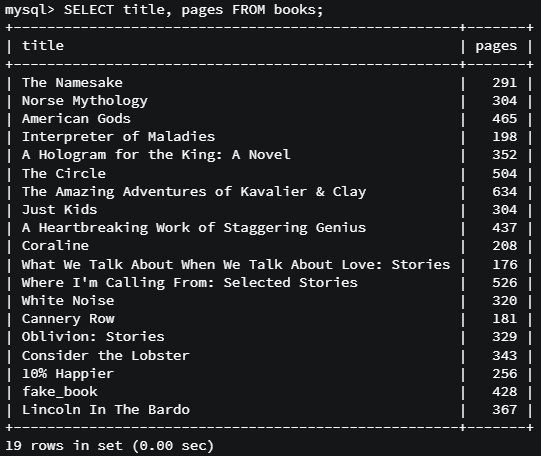 mysql> SELECT title, pages FROM books;
+-----------------------------------------------------+-------+
| title                                               | pages |
+-----------------------------------------------------+-------+
| The Namesake                                        |   291 |
| Norse Mythology                                     |   304 |
| American Gods                                       |   465 |
| Interpreter of Maladies                             |   198 |
| A Hologram for the King: A Novel                    |   352 |
| The Circle                                          |   504 |
| The Amazing Adventures of Kavalier & Clay           |   634 |
| Just Kids                                           |   304 |
| A Heartbreaking Work of Staggering Genius           |   437 |
| Coraline                                            |   208 |
| What We Talk About When We Talk About Love: Stories |   176 |
| Where I'm Calling From: Selected Stories            |   526 |
| White Noise                                         |   320 |
| Cannery Row                                         |   181 |
| Oblivion: Stories                                   |   329 |
| Consider the Lobster                                |   343 |
| 10% Happier                                         |   256 |
| fake_book                                           |   428 |
| Lincoln In The Bardo                                |   367 |
+-----------------------------------------------------+-------+
19 rows in set (0.00 sec)